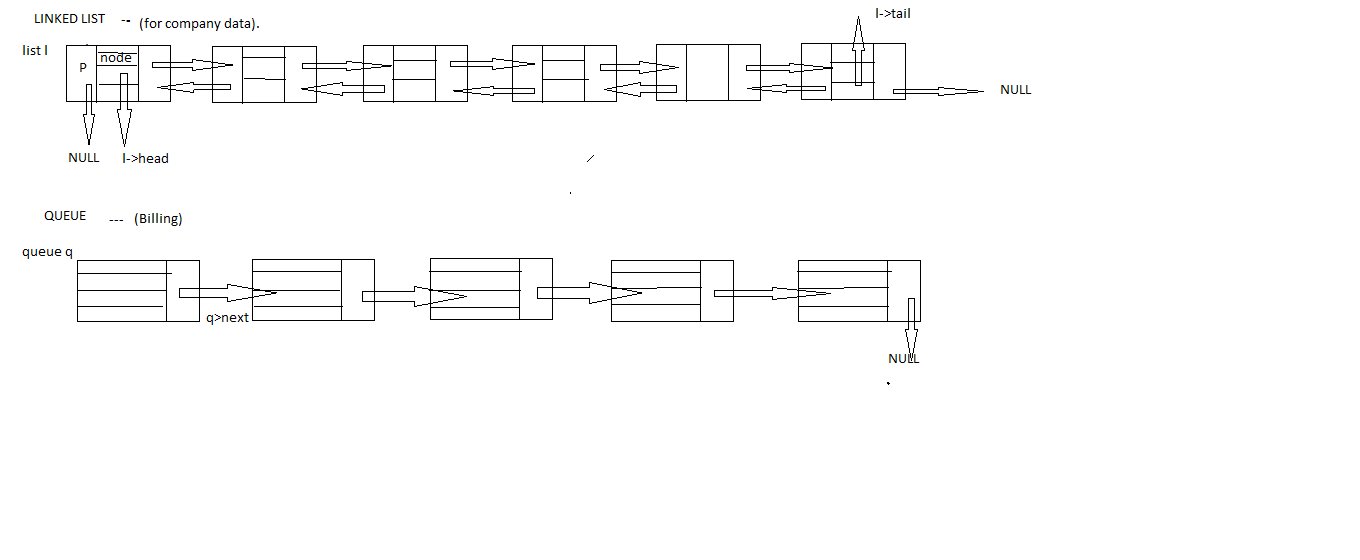 LINKED LIST -- (for company data).
l->tail
list l
P
node
NULL
NULL l->head
QUEUE --- (Billing)
queue q
q>next
NULL